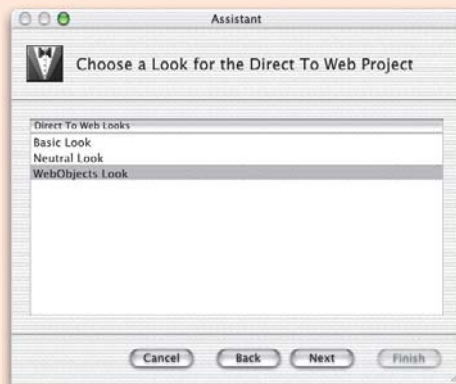 Assistant
Choose a Look for the Direct To Web Project
Direct To Web Looks
Basic Look
Neutral Look
WebObjects Look
Cancel Back Next Finish